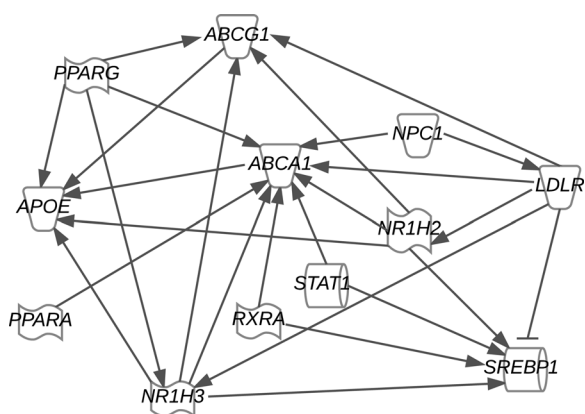 ABCG1
PPARG
NPC1
ABCA1
LDLR
APOE
NR1H2
STAT1
PPARA
RXRA
SREBP1
NR1H3